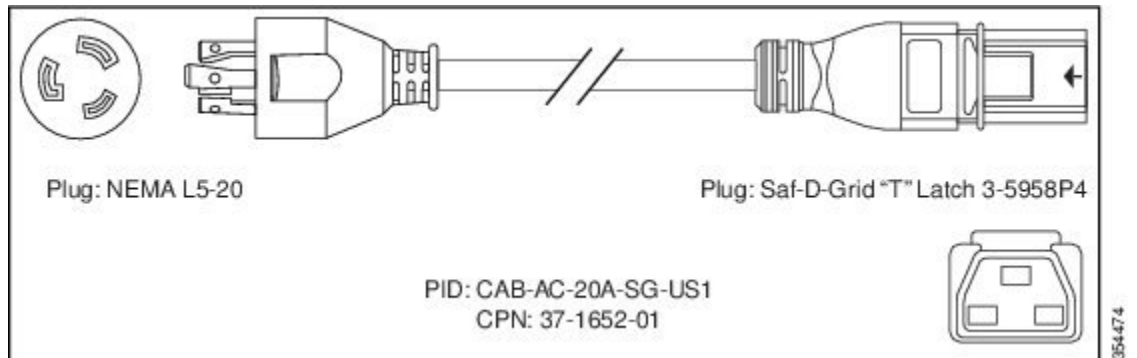 Plug: NEMA L5-20
Plug: Saf-D-Grid “T” Latch 3-5958P4
PID: CAB-AC-20A-SG-US1
CPN: 37-1652-01
354474